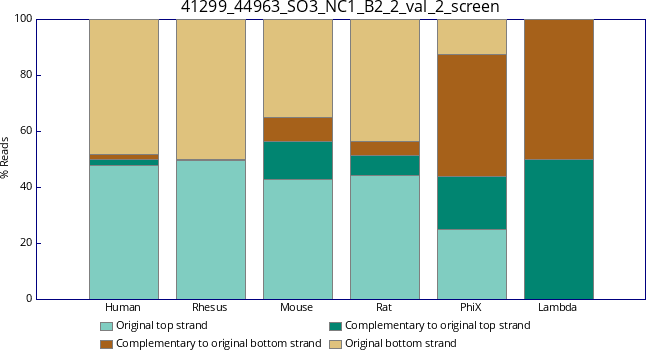 41299_44963_SO3_NC1_B2_2_val_2_screen
100
80
60
40
20
0
% Reads
Human Rhesus Mouse Rat PhiX Lambda
Original top strand Complementary to original top strand
Complementary to original bottom strand Original bottom strand